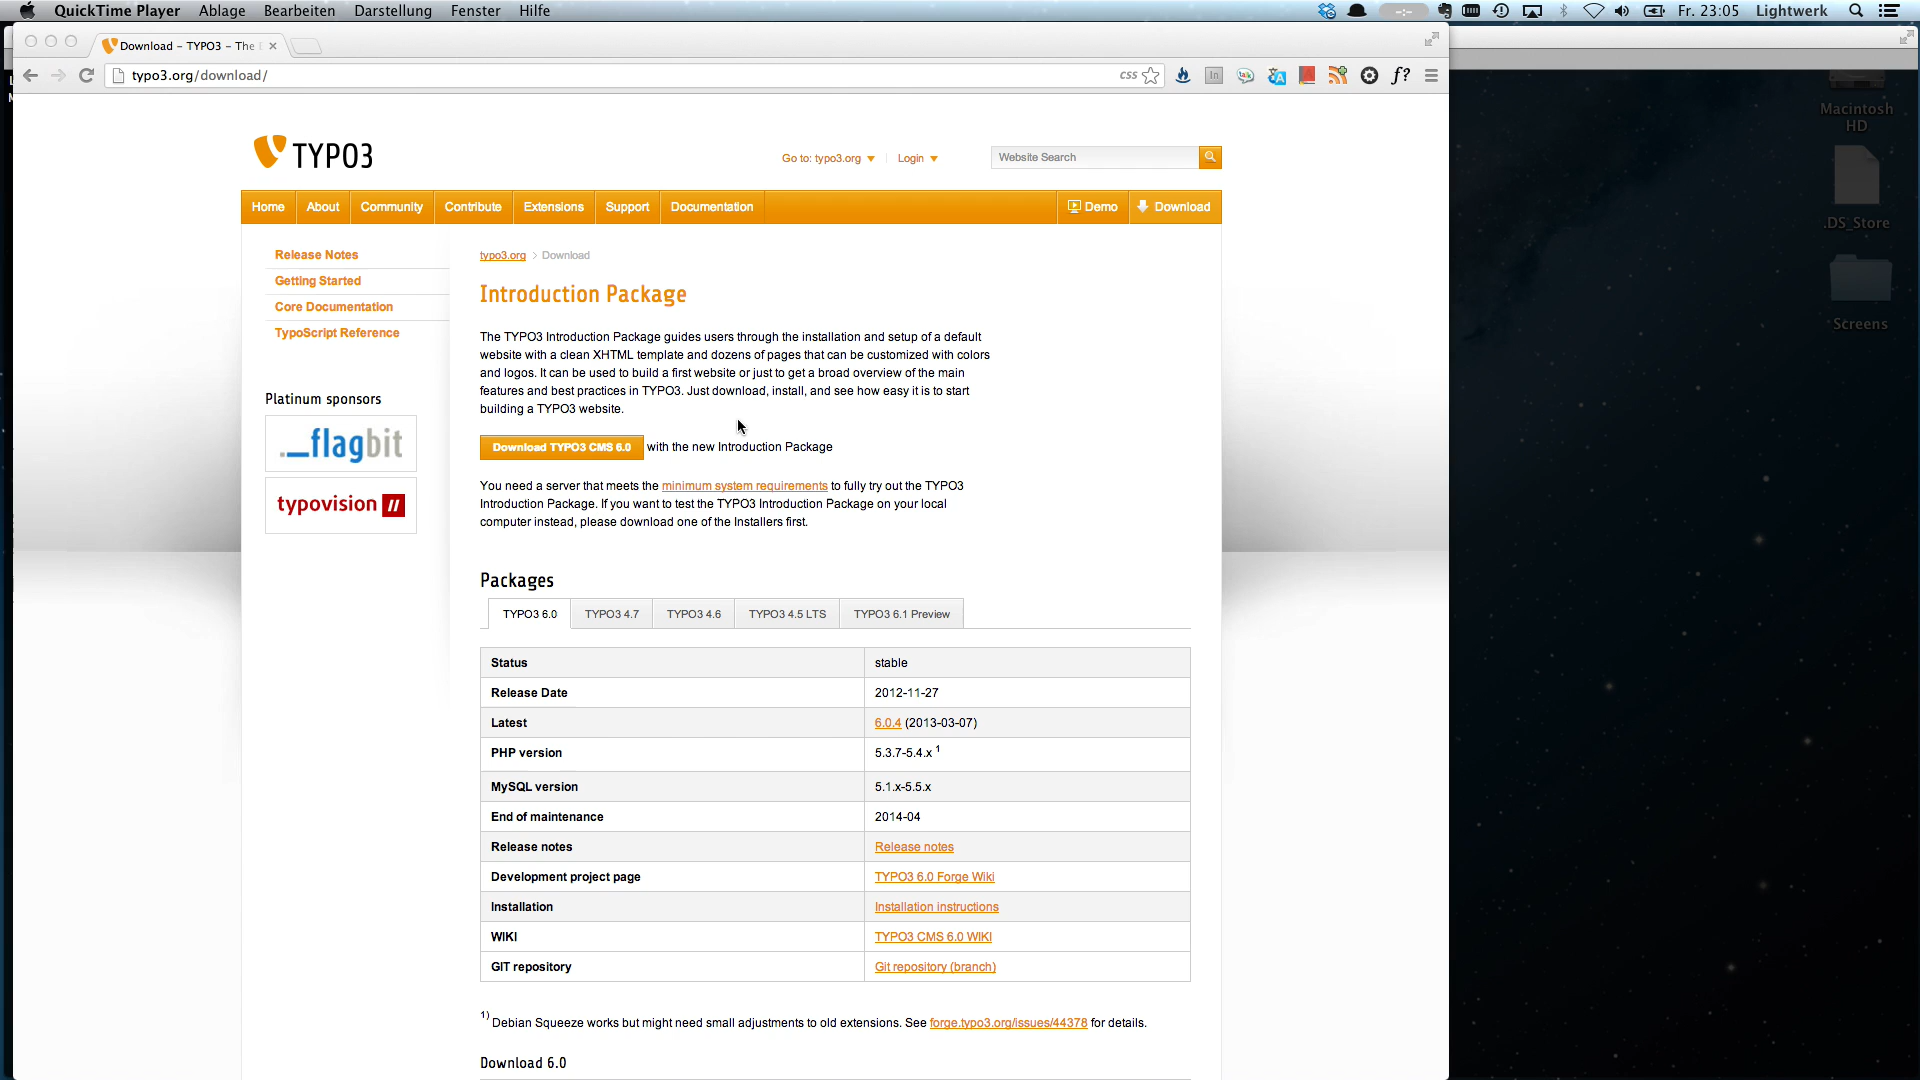 QuickTime Player Ablage Bearbeiten Darstellung Fenster Hilfe
Fr. 23:05 Lightwerk
Download – TYPO3 – The
typo3.org/download/
css
Macintosh
HD
.DS_Store
Screens
TYPO3
Go to: typo3.org
Login
Website Search
Home About Community Contribute Extensions Support Documentation Demo Download
Release Notes
Getting Started
Core Documentation
TypoScript Reference
Platinum sponsors
flagbit
typovision
typo3.org > Download
Introduction Package
The TYPO3 Introduction Package guides users through the installation and setup of a default
website with a clean XHTML template and dozens of pages that can be customized with colors
and logos. It can be used to build a first website or just to get a broad overview of the main
features and best practices in TYPO3. Just download, install, and see how easy it is to start
building a TYPO3 website.
Download TYPO3 CMS 6.0 with the new Introduction Package
You need a server that meets the minimum system requirements to fully try out the TYPO3
Introduction Package. If you want to test the TYPO3 Introduction Package on your local
computer instead, please download one of the Installers first.
Packages
TYPO3 6.0 TYPO3 4.7 TYPO3 4.6 TYPO3 4.5 LTS TYPO3 6.1 Preview
Status stable
Release Date 2012-11-27
Latest 6.0.4 (2013-03-07)
PHP version 5.3.7-5.4.x 1
MySQL version 5.1.x-5.5.x
End of maintenance 2014-04
Release notes Release notes
Development project page TYPO3 6.0 Forge Wiki
Installation Installation instructions
WIKI TYPO3 CMS 6.0 WIKI
GIT repository Git repository (branch)
1) Debian Squeeze works but might need small adjustments to old extensions. See forge.typo3.org/issues/44378 for details.
Download 6.0